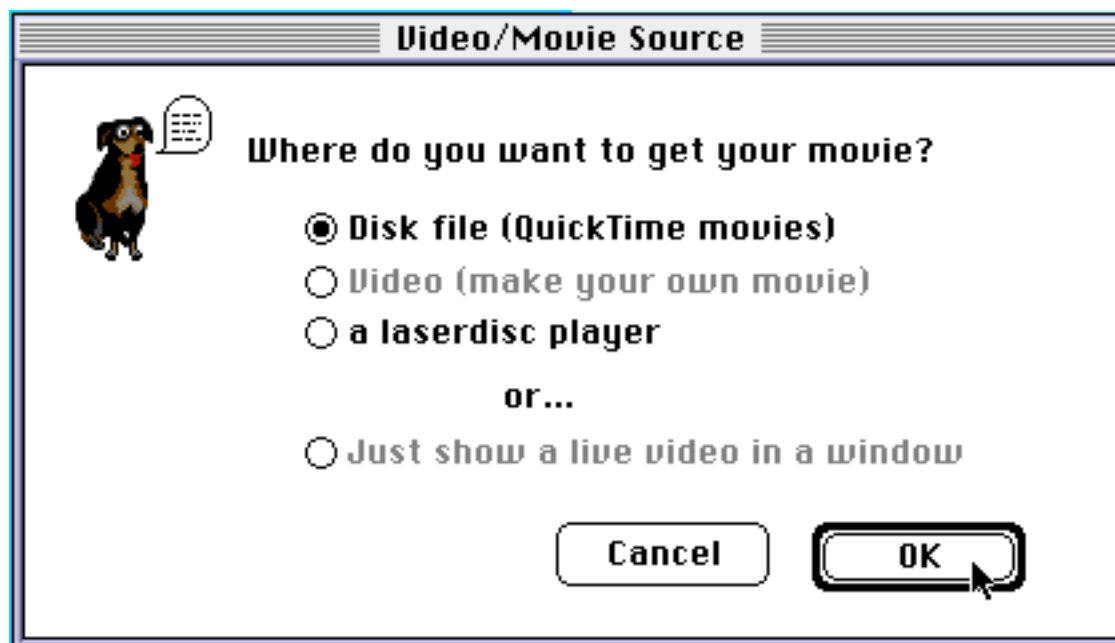 Video/Movie Source
Where do you want to get your movie?
Disk file (QuickTime movies)
Video (make your own movie)
a laserdisc player
or...
Just show a live video in a window
Cancel
OK